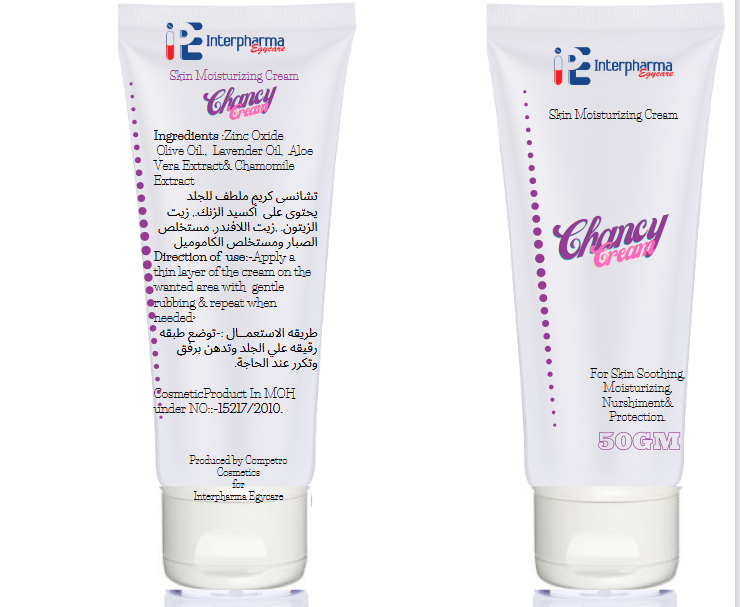 Interpharma
Egycare
Skin Moisturizing Cream
Chancy
Cream
Ingredients :Zinc Oxide
Olive Oil., Lavender Oil, Aloe
Vera Extract& Chamomile
Extract
تشانسى كريم ملطف للجلد
يحتوى على أكسيد الزنك., زيت
الزيتون. ,زيت اللافندر, مستخلص
الصبار ومستخلص الكاموميل
Direction of use:-Apply a
thin layer of the cream on the
wanted area with gentle
rubbing & repeat when
needed:
طريقه الاستعمـــال :-توضع طبقه
رقيقه علي الجلد وتدهن برفق
وتكرر عند الحاجة.
CosmeticProduct In MOH
under NO.:-15217/2010.
Produced by Competro
Cosmetics
for
Interpharma Egycare
Interpharma
Egycare
Skin Moisturizing Cream
Chancy
Cream
For Skin Soothing,
Moisturizing,
Nurshiment&
Protection.
50GM